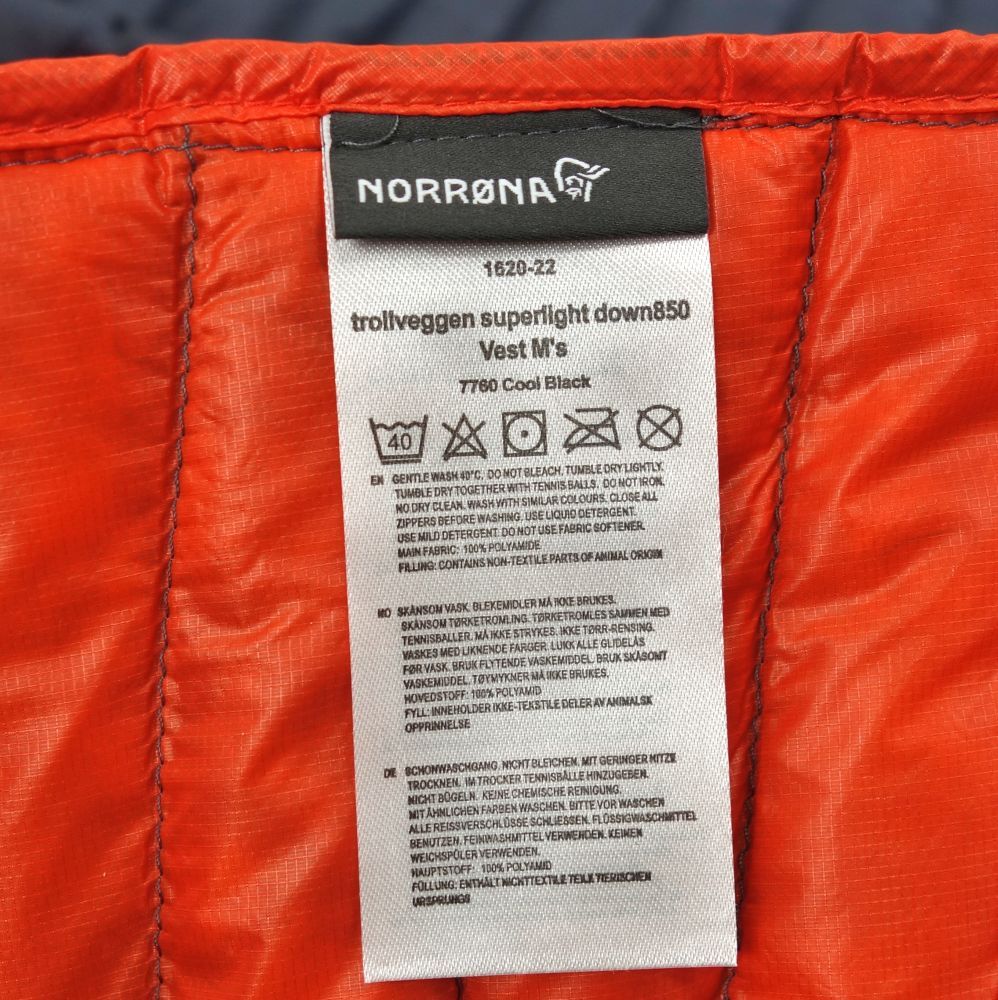 NORRØNA
1620-22
trollveggen superlight down850
Vest M's
7760 Cool Black
40
EN GENTLE WASH 40°C. DO NOT BLEACH. TUMBLE DRY LIGHTLY.
TUMBLE DRY TOGETHER WITH TENNIS BALLS. DO NOT IRON.
NO DRY CLEAN. WASH WITH SIMILAR COLOURS. CLOSE ALL
ZIPPERS BEFORE WASHING. USE LIQUID DETERGENT.
USE MILD DETERGENT. DO NOT USE FABRIC SOFTENER.
MAIN FABRIC: 100% POLYAMIDE
FILLING: CONTAINS NON-TEXTILE PARTS OF ANIMAL ORIGIN
NO SKÅNSOM VASK. BLEKEMIDLER MÅ IKKE BRUKES.
SKÅNSOM TØRKETROMLING. TØRKETROMLES SAMMEN MED
TENNISBALLER. MÅ IKKE STRYKES. IKKE TØRR-RENSING.
VASKES MED LIKNENDE FARGER. LUKK ALLE GLIDELÅS
FØR VASK. BRUK FLYTENDE VASKEMIDDEL. BRUK SKÅSOMT
VASKEMIDDEL. TØYMYKNER MÅ IKKE BRUKES.
HOVEDSTOFF: 100% POLYAMID
FYLL: INNEHOLDER IKKE-TEKSTILE DELER AV ANIMALSK
OPPRINNELSE
DE SCHONWASCHGANG. NICHT BLEICHEN. MIT GERINGER HITZE
TROCKNEN. IM TROCKER TENNISBÄLLE HINZUGEBEN.
NICHT BÜGELN. KEINE CHEMISCHE REINIGUNG.
MIT ÄHNLICHEN FARBEN WASCHEN. BITTE VOR WASCHEN
ALLE REISSVERSCHLÜSSE SCHLIESSEN. FLÜSSIGWASCHMITTEL
BENUTZEN. FEINWASHMITTEL VERWENDEN. KEINEN
WEICHSPÜLER VERWENDEN.
HAUPTSTOFF: 100% POLYAMID
FÜLLUNG: ENTHÄLT NICHTTEXTILE TEILE TIERISCHEN
URSPRUNGS